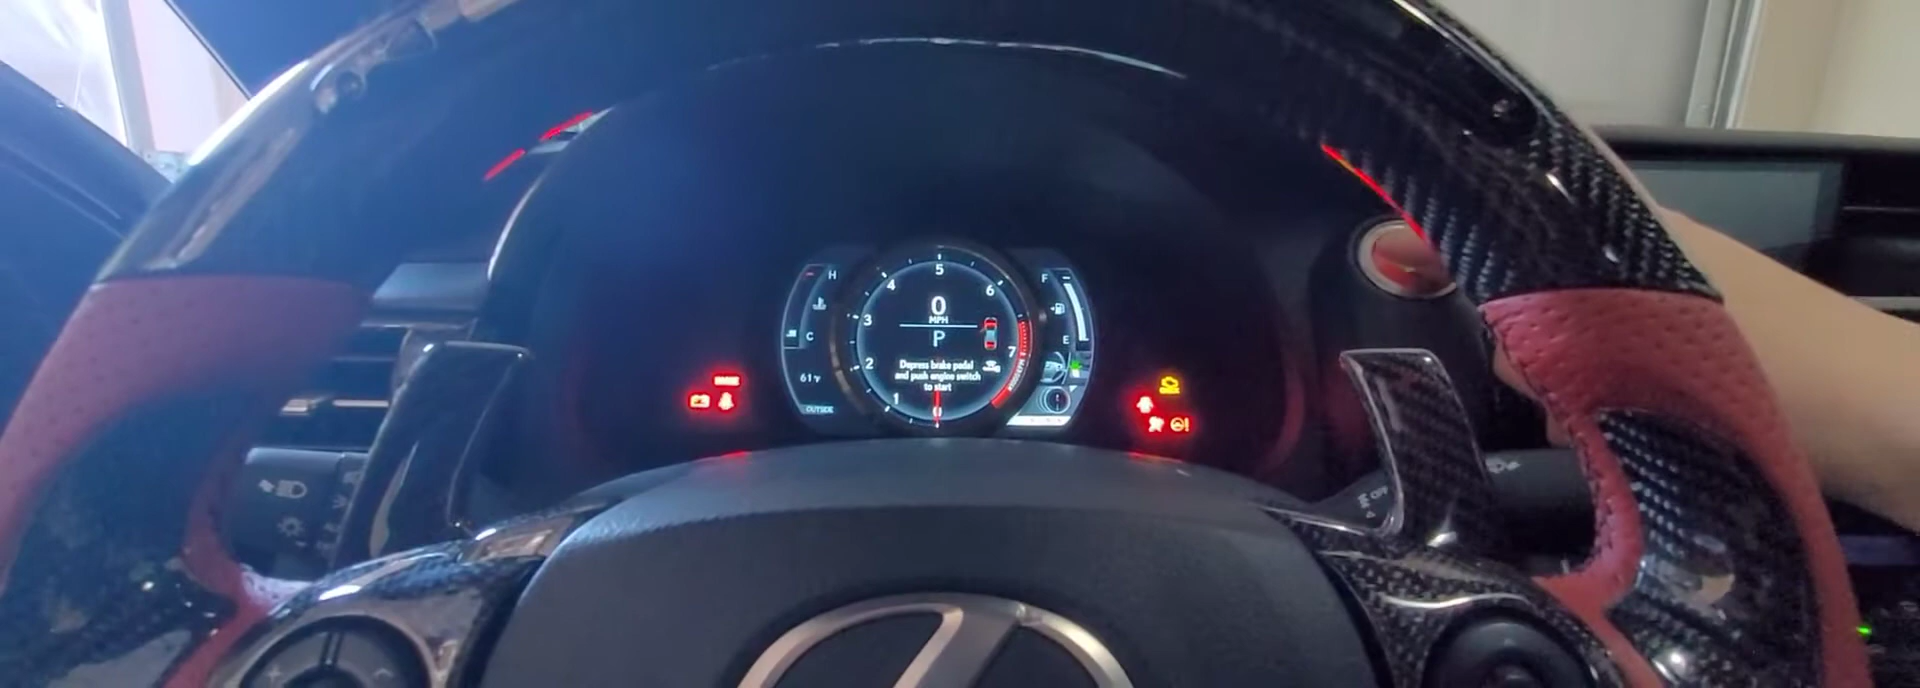 5
4
6
H
F
0
MPH
3
P
7
C
E
2
Depress brake pedal
and push engine switch
to start
61°F
1
0
OUTSIDE
BRAKE
OFF